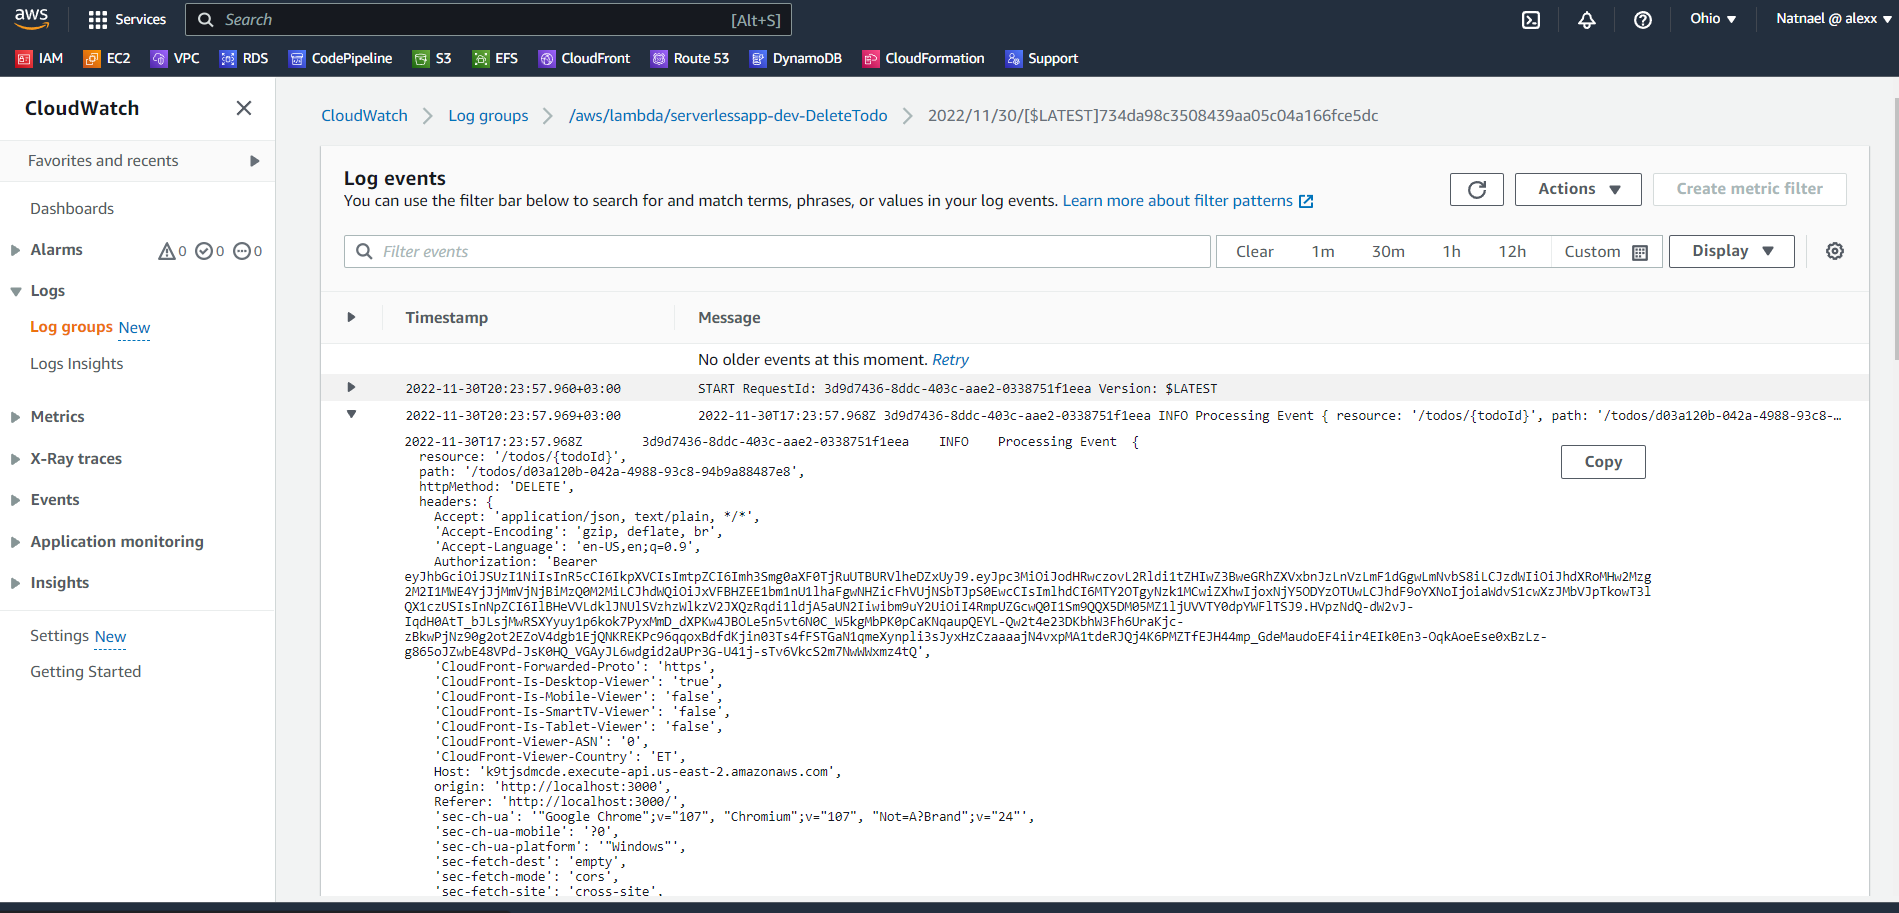 aws
Services
Search
[Alt+S]
Ohio
Natnael @ alexx
IAM
EC2
VPC
RDS
CodePipeline
S3
EFS
CloudFront
Route 53
DynamoDB
CloudFormation
Support
CloudWatch
Favorites and recents
Dashboards
Alarms
0
0
0
Logs
Log groups New
Logs Insights
Metrics
X-Ray traces
Events
Application monitoring
Insights
Settings New
Getting Started
CloudWatch
Log groups
/aws/lambda/serverlessapp-dev-DeleteTodo
2022/11/30/[$LATEST]734da98c3508439aa05c04a166fce5dc
Log events
You can use the filter bar below to search for and match terms, phrases, or values in your log events. Learn more about filter patterns
Actions
Create metric filter
Filter events
Clear
1m
30m
1h
12h
Custom
Display
Timestamp
Message
No older events at this moment. Retry
2022-11-30T20:23:57.960+03:00
START RequestId: 3d9d7436-8ddc-403c-aae2-0338751f1eea Version: $LATEST
2022-11-30T20:23:57.969+03:00
2022-11-30T17:23:57.968Z 3d9d7436-8ddc-403c-aae2-0338751f1eea INFO Processing Event { resource: '/todos/{todoId}', path: '/todos/d03a120b-042a-4988-93c8-…
2022-11-30T17:23:57.968Z 3d9d7436-8ddc-403c-aae2-0338751f1eea INFO Processing Event {
Copy
resource: '/todos/{todoId}',
path: '/todos/d03a120b-042a-4988-93c8-94b9a88487e8',
httpMethod: 'DELETE',
headers: {
Accept: 'application/json, text/plain, */*',
'Accept-Encoding': 'gzip, deflate, br',
'Accept-Language': 'en-US,en;q=0.9',
Authorization: 'Bearer
'CloudFront-Forwarded-Proto': 'https',
'CloudFront-Is-Desktop-Viewer': 'true',
'CloudFront-Is-Mobile-Viewer': 'false',
'CloudFront-Is-SmartTV-Viewer': 'false',
'CloudFront-Is-Tablet-Viewer': 'false',
'CloudFront-Viewer-ASN': '0',
'CloudFront-Viewer-Country': 'ET',
Host: 'k9tjsdmcde.execute-api.us-east-2.amazonaws.com',
origin: 'http://localhost:3000',
Referer: 'http://localhost:3000/',
'sec-ch-ua': '"Google Chrome";v="107", "Chromium";v="107", "Not=A?Brand";v="24"',
'sec-ch-ua-mobile': '?0',
'sec-ch-ua-platform': '"Windows"',
'sec-fetch-dest': 'empty',
'sec-fetch-mode': 'cors',
'sec-fetch-site': 'cross-site',